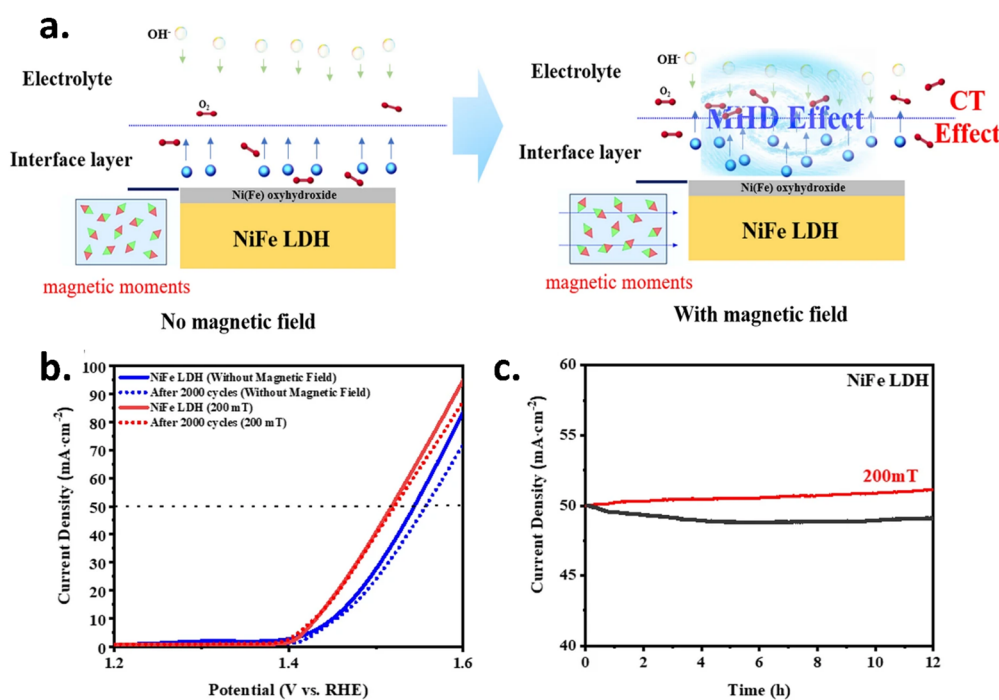 a.
OH-
Electrolyte
O2
Interface layer
Ni(Fe) oxyhydroxide
NiFe LDH
magnetic moments
No magnetic field
OH-
Electrolyte
O2
MHD Effect
CT
Effect
Interface layer
Ni(Fe) oxyhydroxide
NiFe LDH
magnetic moments
With magnetic field
b.
NiFe LDH (Without Magnetic Field)
After 2000 cycles (Without Magnetic Field)
NiFe LDH (200 mT)
After 2000 cycles (200 mT)
Current Density (mA·cm⁻²)
100
90
80
70
60
50
40
30
20
10
0
1.2
1.4
1.6
Potential (V vs. RHE)
c.
NiFe LDH
200mT
Current Density (mA·cm⁻²)
60
55
50
45
40
0
2
4
6
8
10
12
Time (h)